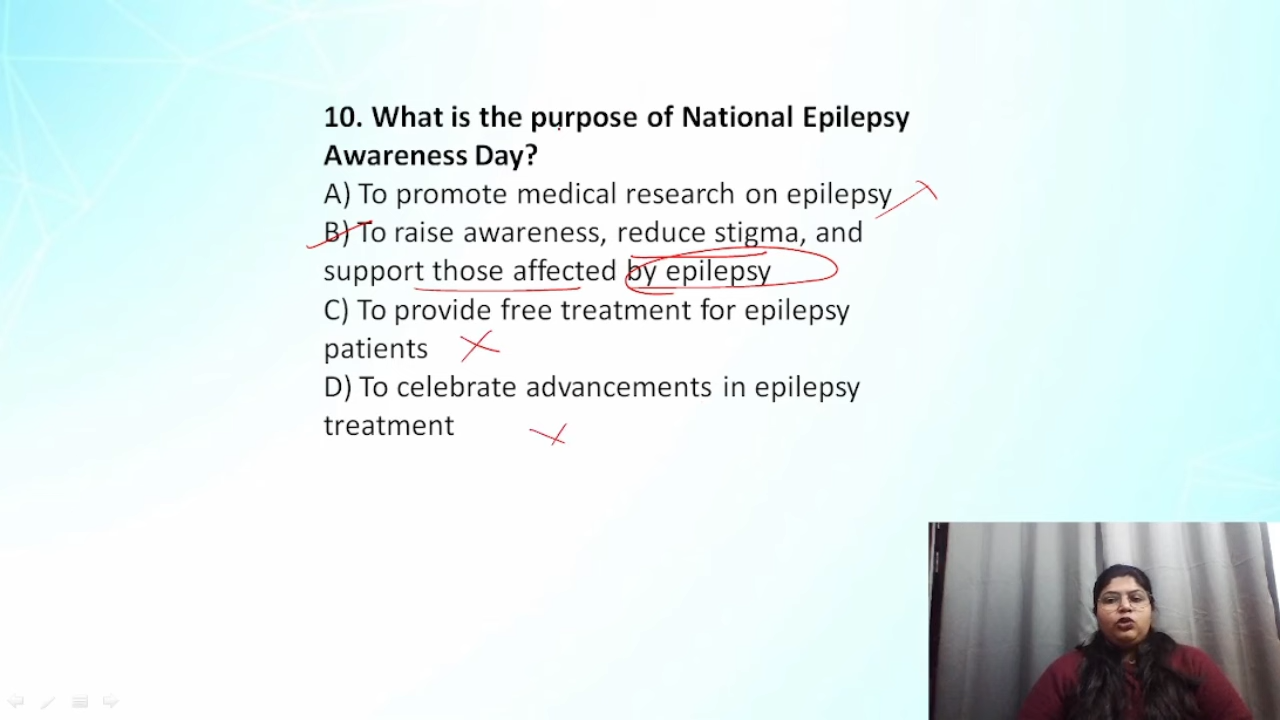 10. What is the purpose of National Epilepsy
Awareness Day?
A) To promote medical research on epilepsy
B) To raise awareness, reduce stigma, and
support those affected by epilepsy
C) To provide free treatment for epilepsy
patients
D) To celebrate advancements in epilepsy
treatment